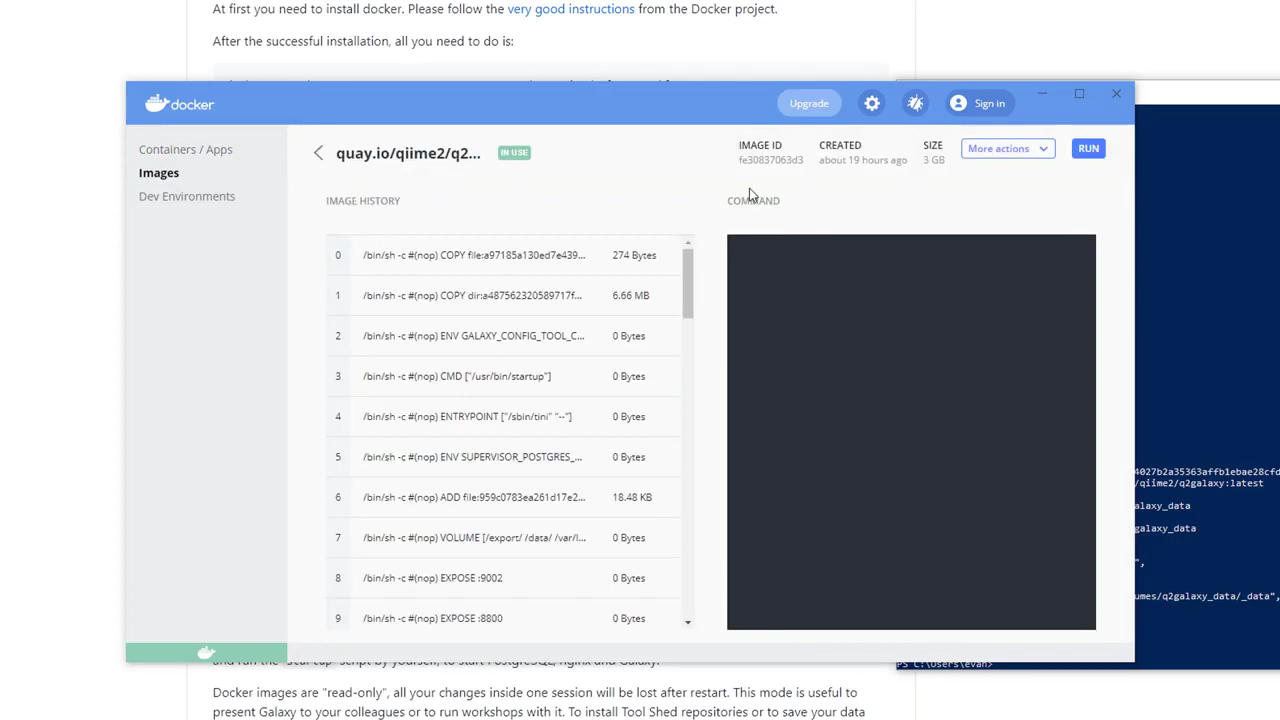 At first you need to install docker. Please follow the very good instructions from the Docker project.
After the successful installation, all you need to do is:
docker
Upgrade
Sign in
Containers / Apps
Images
Dev Environments
quay.io/qiime2/q2...
IN USE
IMAGE ID
fe30837063d3
CREATED
about 19 hours ago
SIZE
3 GB
More actions
RUN
IMAGE HISTORY
COMMAND
0 /bin/sh -c #(nop) COPY file:a97185a130ed7e439... 274 Bytes
1 /bin/sh -c #(nop) COPY dir:a487562320589717f... 6.66 MB
2 /bin/sh -c #(nop) ENV GALAXY_CONFIG_TOOL_C... 0 Bytes
3 /bin/sh -c #(nop) CMD ["/usr/bin/startup"] 0 Bytes
4 /bin/sh -c #(nop) ENTRYPOINT ["/sbin/tini" "--"] 0 Bytes
5 /bin/sh -c #(nop) ENV SUPERVISOR_POSTGRES_... 0 Bytes
6 /bin/sh -c #(nop) ADD file:959c0783ea261d17e2... 18.48 KB
7 /bin/sh -c #(nop) VOLUME [/export/ /data/ /var/l... 0 Bytes
8 /bin/sh -c #(nop) EXPOSE :9002 0 Bytes
9 /bin/sh -c #(nop) EXPOSE :8800 0 Bytes
4027b2a35363affb1ebae28cfd
/qiime2/q2galaxy:latest
alaxy_data
galaxy_data
",
umes/q2galaxy_data/_data",
PS C:\Users\evan>
script by yourself, to start PostgreSQL, nginx and Galaxy.
Docker images are "read-only", all your changes inside one session will be lost after restart. This mode is useful to
present Galaxy to your colleagues or to run workshops with it. To install Tool Shed repositories or to save your data